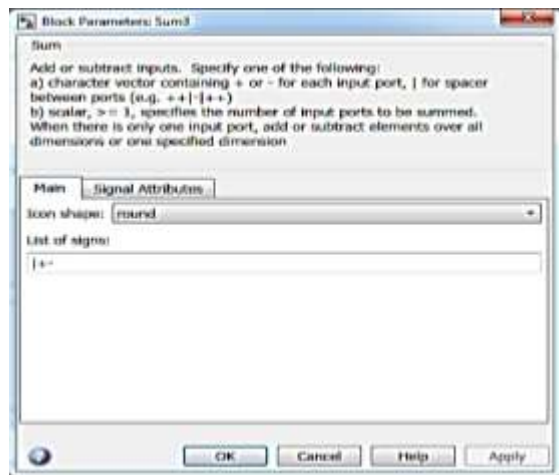 Block Parameters: Sum3
Sum
Add or subtract inputs. Specify one of the following:
a) character vector containing + or - for each input port, | for spacer
between ports (e.g. ++|-|++)
b) scalar, >= 1, specifies the number of input ports to be summed.
When there is only one input port, add or subtract elements over all
dimensions or one specified dimension
Main Signal Attributes
Icon shape: round
List of signs:
|+-
OK Cancel Help Apply